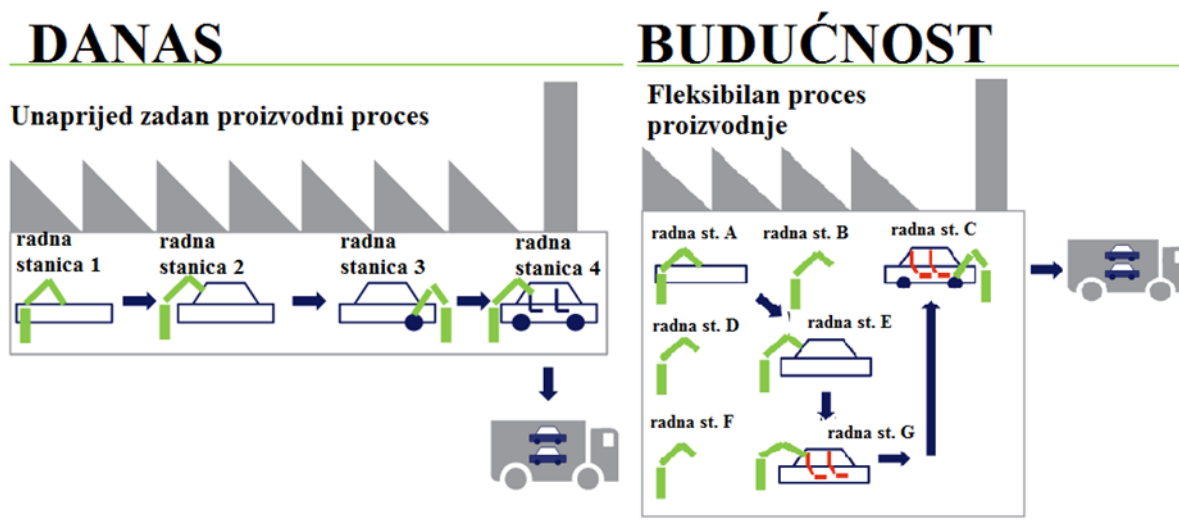 DANAS
Unaprijed zadan proizvodni proces
radna
stanica 1
radna
stanica 2
radna
stanica 3
radna
stanica 4
BUDUĆNOST
Fleksibilan proces
proizvodnje
radna st. A
radna st. B
radna st. C
radna st. D
radna st. E
radna st. F
radna st. G